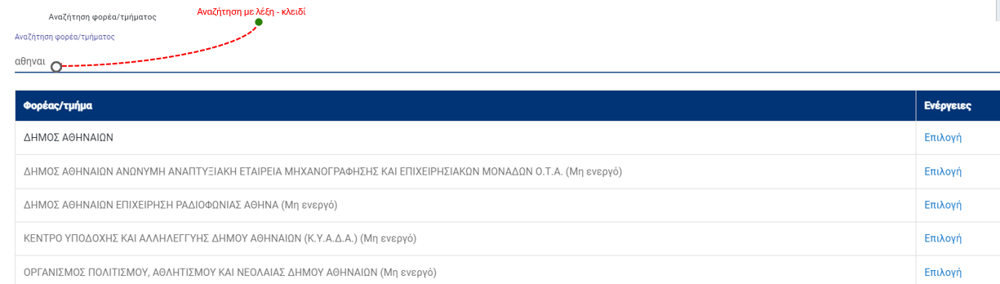 Αναζήτηση με λέξη - κλειδί
Αναζήτηση φορέα/τμήματος
Αναζήτηση φορέα/τμήματος
αθηναι
Φορέας/τμήμα Ενέργειες
ΔΗΜΟΣ ΑΘΗΝΑΙΩΝ Επιλογή
ΔΗΜΟΣ ΑΘΗΝΑΙΩΝ ΑΝΩΝΥΜΗ ΑΝΑΠΤΥΞΙΑΚΗ ΕΤΑΙΡΕΙΑ ΜΗΧΑΝΟΓΡΑΦΗΣΗΣ ΚΑΙ ΕΠΙΧΕΙΡΗΣΙΑΚΩΝ ΜΟΝΑΔΩΝ Ο.Τ.Α. (Μη ενεργό) Επιλογή
ΔΗΜΟΣ ΑΘΗΝΑΙΩΝ ΕΠΙΧΕΙΡΗΣΗ ΡΑΔΙΟΦΩΝΙΑΣ ΑΘΗΝΑ (Μη ενεργό) Επιλογή
ΚΕΝΤΡΟ ΥΠΟΔΟΧΗΣ ΚΑΙ ΑΛΛΗΛΕΓΓΥΗΣ ΔΗΜΟΥ ΑΘΗΝΑΙΩΝ (Κ.Υ.Α.Δ.Α.) (Μη ενεργό) Επιλογή
ΟΡΓΑΝΙΣΜΟΣ ΠΟΛΙΤΙΣΜΟΥ, ΑΘΛΗΤΙΣΜΟΥ ΚΑΙ ΝΕΟΛΑΙΑΣ ΔΗΜΟΥ ΑΘΗΝΑΙΩΝ (Μη ενεργό) Επιλογή